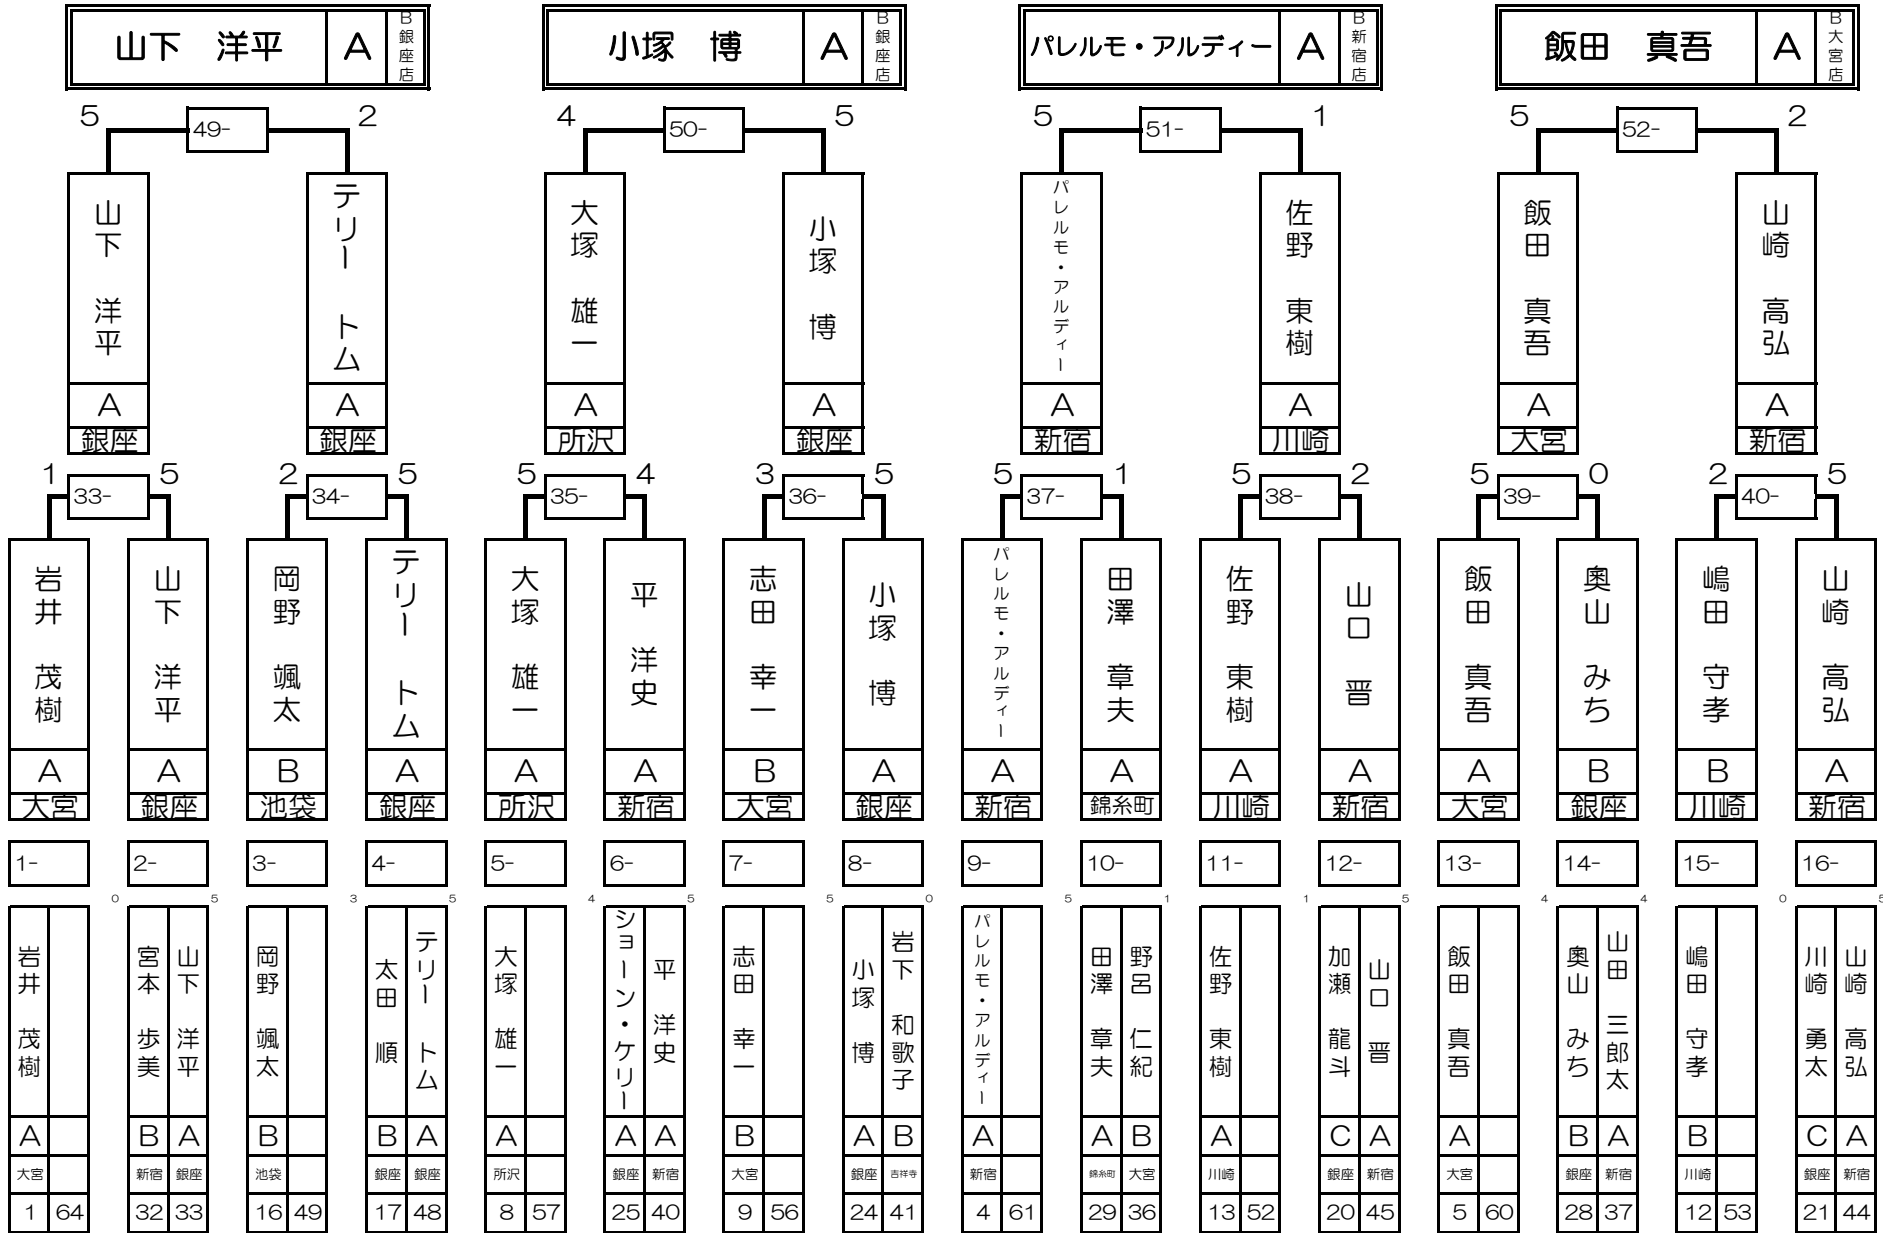 山下　洋平 A B銀座店
小塚　博 A B銀座店
パレルモ・アルディー A B新宿店
飯田　真吾 A B大宮店
5 49- 2 4 50- 5 5 51- 1 5 52- 2
山下　洋平 テリー　トム 大塚　雄一 小塚　博 パレルモ・アルディー 佐野　東樹 飯田　真吾 山崎　高弘
A A A A A A A A
銀座 銀座 所沢 銀座 新宿 川崎 大宮 新宿
1 33- 5 2 34- 5 5 35- 4 3 36- 5 5 37- 1 5 38- 2 5 39- 0 2 40- 5
岩井　茂樹 山下　洋平 岡野　颯太 テリー　トム 大塚　雄一 平　洋史 志田　幸一 小塚　博 パレルモ・アルディー 田澤　章夫 佐野　東樹 山口　晋 飯田　真吾 奥山　みち 嶋田　守孝 山崎　高弘
A A B A A A B A A A A A A B B A
大宮 銀座 池袋 銀座 所沢 新宿 大宮 銀座 新宿 錦糸町 川崎 新宿 大宮 銀座 川崎 新宿
1- 2- 3- 4- 5- 6- 7- 8- 9- 10- 11- 12- 13- 14- 15- 16-
0 5 3 5 4 5 5 0 5 1 1 5 4 4 0 5
岩井　茂樹 宮本　歩美 山下　洋平 岡野　颯太 太田　順 テリー　トム 大塚　雄一 ショーン・ケリー 平　洋史 志田　幸一 小塚　博 岩下　和歌子 パレルモ・アルディー 田澤　章夫 野呂　仁紀 佐野　東樹 加瀬　龍斗 山口　晋 飯田　真吾 奥山　みち 山田　三郎太 嶋田　守孝 川崎　勇太 山崎　高弘
A B A B B A A A A B A B A A B A C A A B A B C A
大宮 新宿 銀座 池袋 銀座 銀座 所沢 銀座 新宿 大宮 銀座 吉祥寺 新宿 錦糸町 大宮 川崎 銀座 新宿 大宮 銀座 新宿 川崎 銀座 新宿
1 64 32 33 16 49 17 48 8 57 25 40 9 56 24 41 4 61 29 36 13 52 20 45 5 60 28 37 12 53 21 44